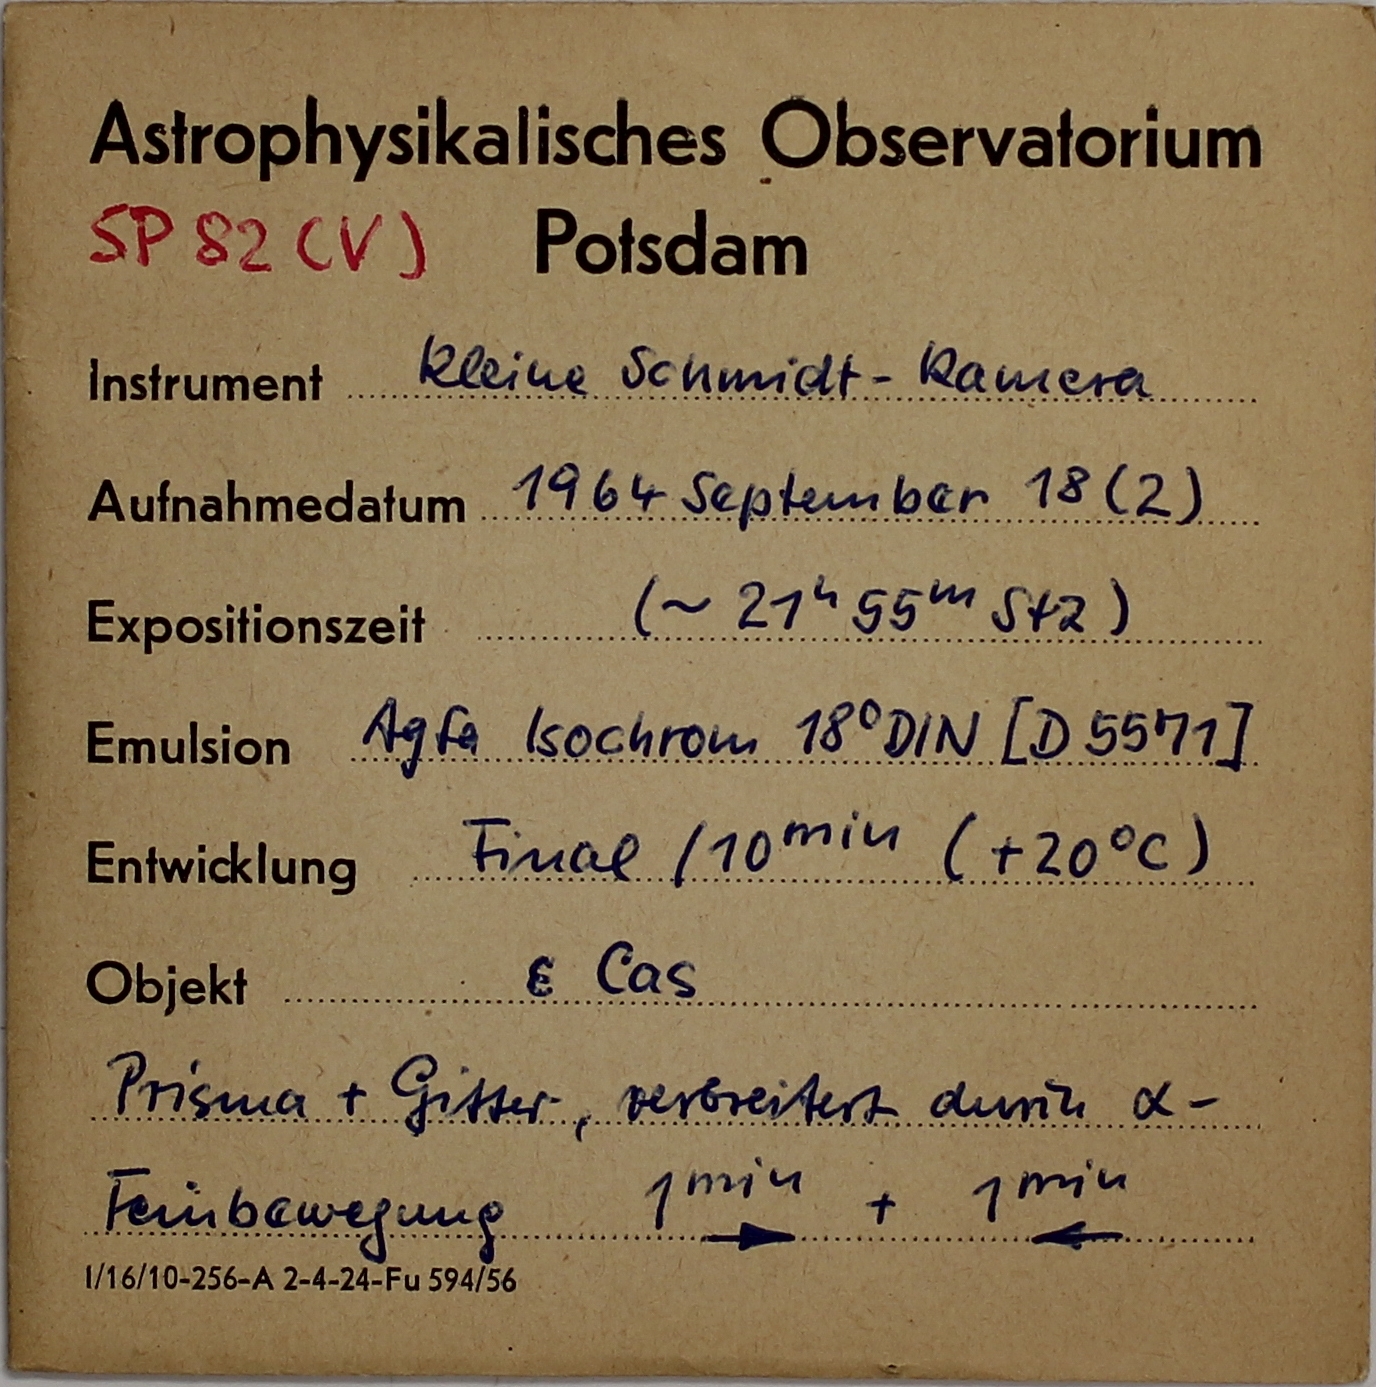 Astrophysikalisches Observatorium
SP 82 (V) Potsdam
Instrument Kleine Schmidt-Kamera
Aufnahmedatum 1964 September 18 (2)
Expositionszeit (~ 21h 55m Stz)
Emulsion Agfa Isochrom 18° DIN [D 5571]
Entwicklung Final / 10min (+20°C)
Objekt ε Cas
Prisma + Gitter, verbreitert durch α-
Feinbewegung 1min → + 1min ←
I/16/10-256-A 2-4-24-Fu 594/56